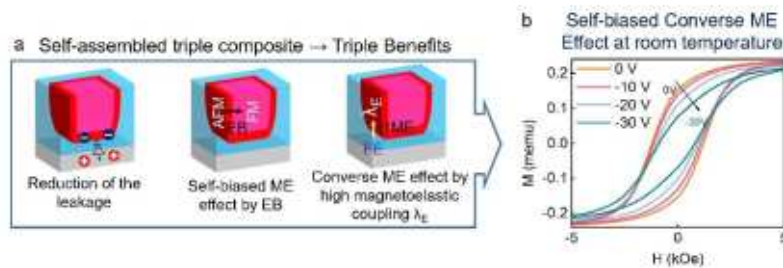 a Self-assembled triple composite → Triple Benefits
AFM
EB
FM
λE
ME
EE
Reduction of the
leakage
Self-biased ME
effect by EB
Converse ME effect by
high magnetoelastic
coupling λE
b Self-biased Converse ME
Effect at room temperature
0 V
-10 V
-20 V
-30 V
0V
M (memu)
0.2
0.1
0.0
-0.1
-0.2
-5
0
5
H (kOe)